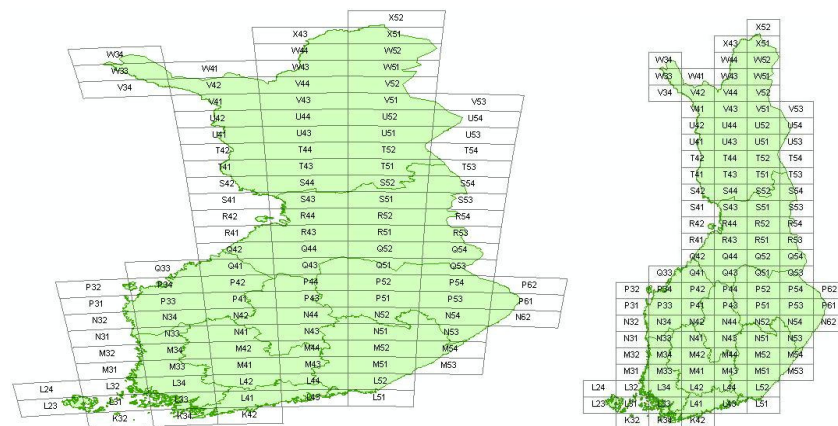 X52
X43 X51
W34 W44 W52
W33 W41 W43 W51
V34 V42 V44 V52
V41 V43 V51 V53
U42 U44 U52 U54
U41 U43 U51 U53
T42 T44 T52 T54
T41 T43 T51 T53
S42 S44 S52 S54
S41 S43 S51 S53
R42 R44 R52 R54
R41 R43 R51 R53
Q42 Q44 Q52 Q54
Q33 Q41 Q43 Q51 Q53
P32 P34 P42 P44 P52 P54 P62
P31 P33 P41 P43 P51 P53 P61
N32 N34 N42 N44 N52 N54 N62
N31 N33 N41 N43 N51 N53
M32 M34 M42 M44 M52 M54
M31 M33 M41 M43 M51 M53
L24 L32 L34 L42 L44 L52
L23 L31 L33 L41 L43 L51
K32 K34 K42
X52
X43 X51
W34 W44 W52
W33 W41 W43 W51
V34 V42 V44 V52
V41 V43 V51 V53
U42 U44 U52 U54
U41 U43 U51 U53
T42 T44 T52 T54
T41 T43 T51 T53
S42 S44 S52 S54
S41 S43 S51 S53
R42 R44 R52 R54
R41 R43 R51 R53
Q42 Q44 Q52 Q54
Q33 Q41 Q43 Q51 Q53
P32 P34 P42 P44 P52 P54 P62
P31 P33 P41 P43 P51 P53 P61
N32 N34 N42 N44 N52 N54 N62
N31 N33 N41 N43 N51 N53
M32 M34 M42 M44 M52 M54
M31 M33 M41 M43 M51 M53
L24 L32 L34 L42 L44 L52
L23 L31 L33 L41 L43 L51
K32 K34 K42